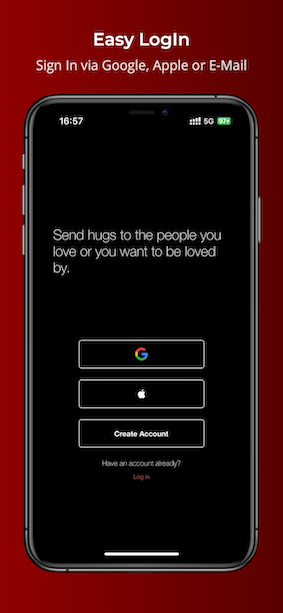 Easy LogIn
Sign In via Google, Apple or E-Mail
16:57
5G 87
Send hugs to the people you
love or you want to be loved
by.
Create Account
Have an account already?
Log in